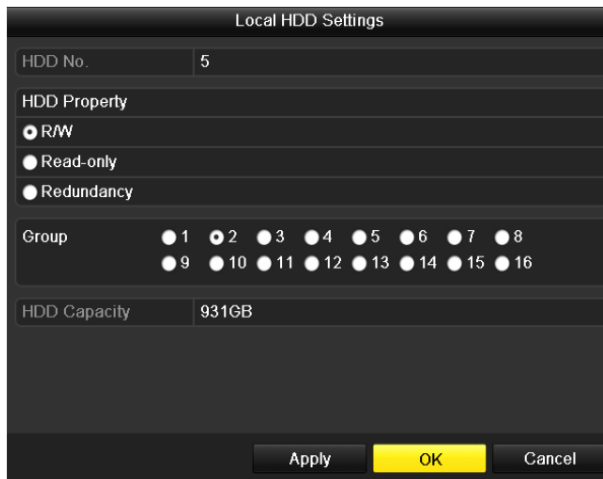 Local HDD Settings
HDD No. 5
HDD Property
R/W
Read-only
Redundancy
Group 1 2 3 4 5 6 7 8
9 10 11 12 13 14 15 16
HDD Capacity 931GB
Apply OK Cancel